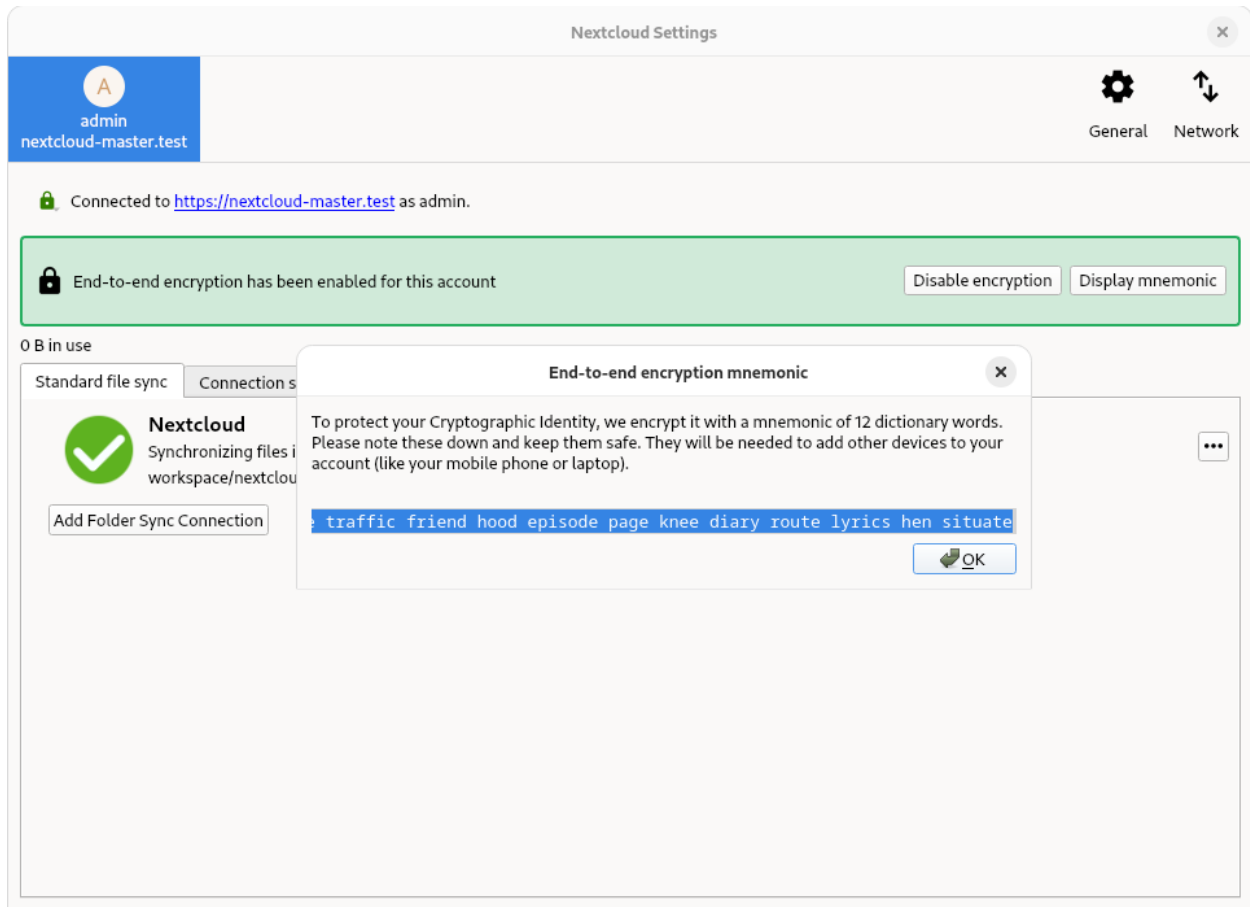 Nextcloud Settings
A
admin
nextcloud-master.test
General
Network
Connected to https://nextcloud-master.test as admin.
End-to-end encryption has been enabled for this account
Disable encryption
Display mnemonic
0 B in use
Standard file sync
Connection s
Nextcloud
Synchronizing files i
workspace/nextclou
Add Folder Sync Connection
End-to-end encryption mnemonic
To protect your Cryptographic Identity, we encrypt it with a mnemonic of 12 dictionary words.
Please note these down and keep them safe. They will be needed to add other devices to your
account (like your mobile phone or laptop).
traffic friend hood episode page knee diary route lyrics hen situate
OK